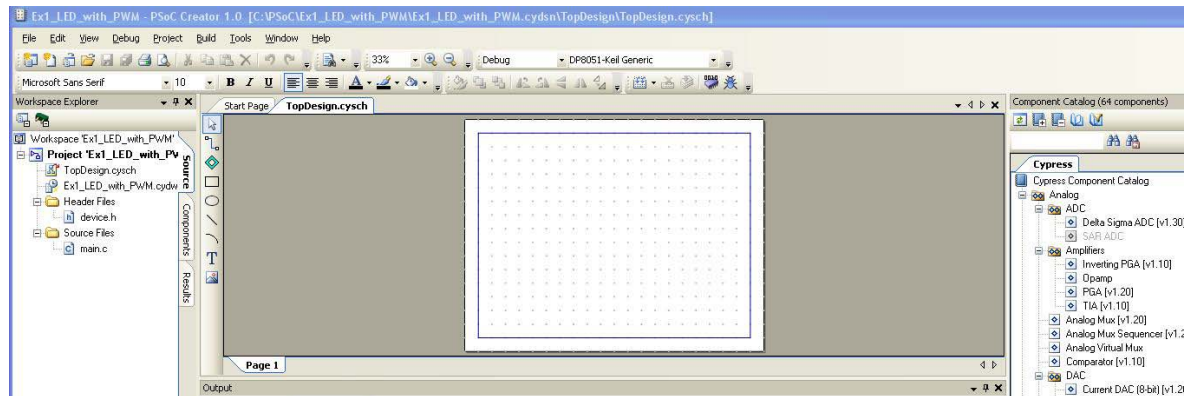 Ex1_LED_with_PWM - PSoC Creator 1.0 [C:\PSoC\Ex1_LED_with_PWM\Ex1_LED_with_PWM.cydsn\TopDesign\TopDesign.cysch]
File Edit View Debug Project Build Tools Window Help
33% Debug DP8051-Keil Generic
Microsoft Sans Serif 10 B I U A
Workspace Explorer
Workspace 'Ex1_LED_with_PWM'
Project 'Ex1_LED_with_PW
TopDesign.cysch
Ex1_LED_with_PWM.cydw
Header Files
device.h
Source Files
main.c
Source
Components
Results
Start Page TopDesign.cysch
T
Page 1
Output
Component Catalog (64 components)
Cypress
Cypress Component Catalog
Analog
ADC
Delta Sigma ADC [v1.30]
SAR ADC
Amplifiers
Inverting PGA [v1.10]
Opamp
PGA [v1.20]
TIA [v1.10]
Analog Mux [v1.20]
Analog Mux Sequencer [v1.2
Analog Virtual Mux
Comparator [v1.10]
DAC
Current DAC (8-bit) [v1.20